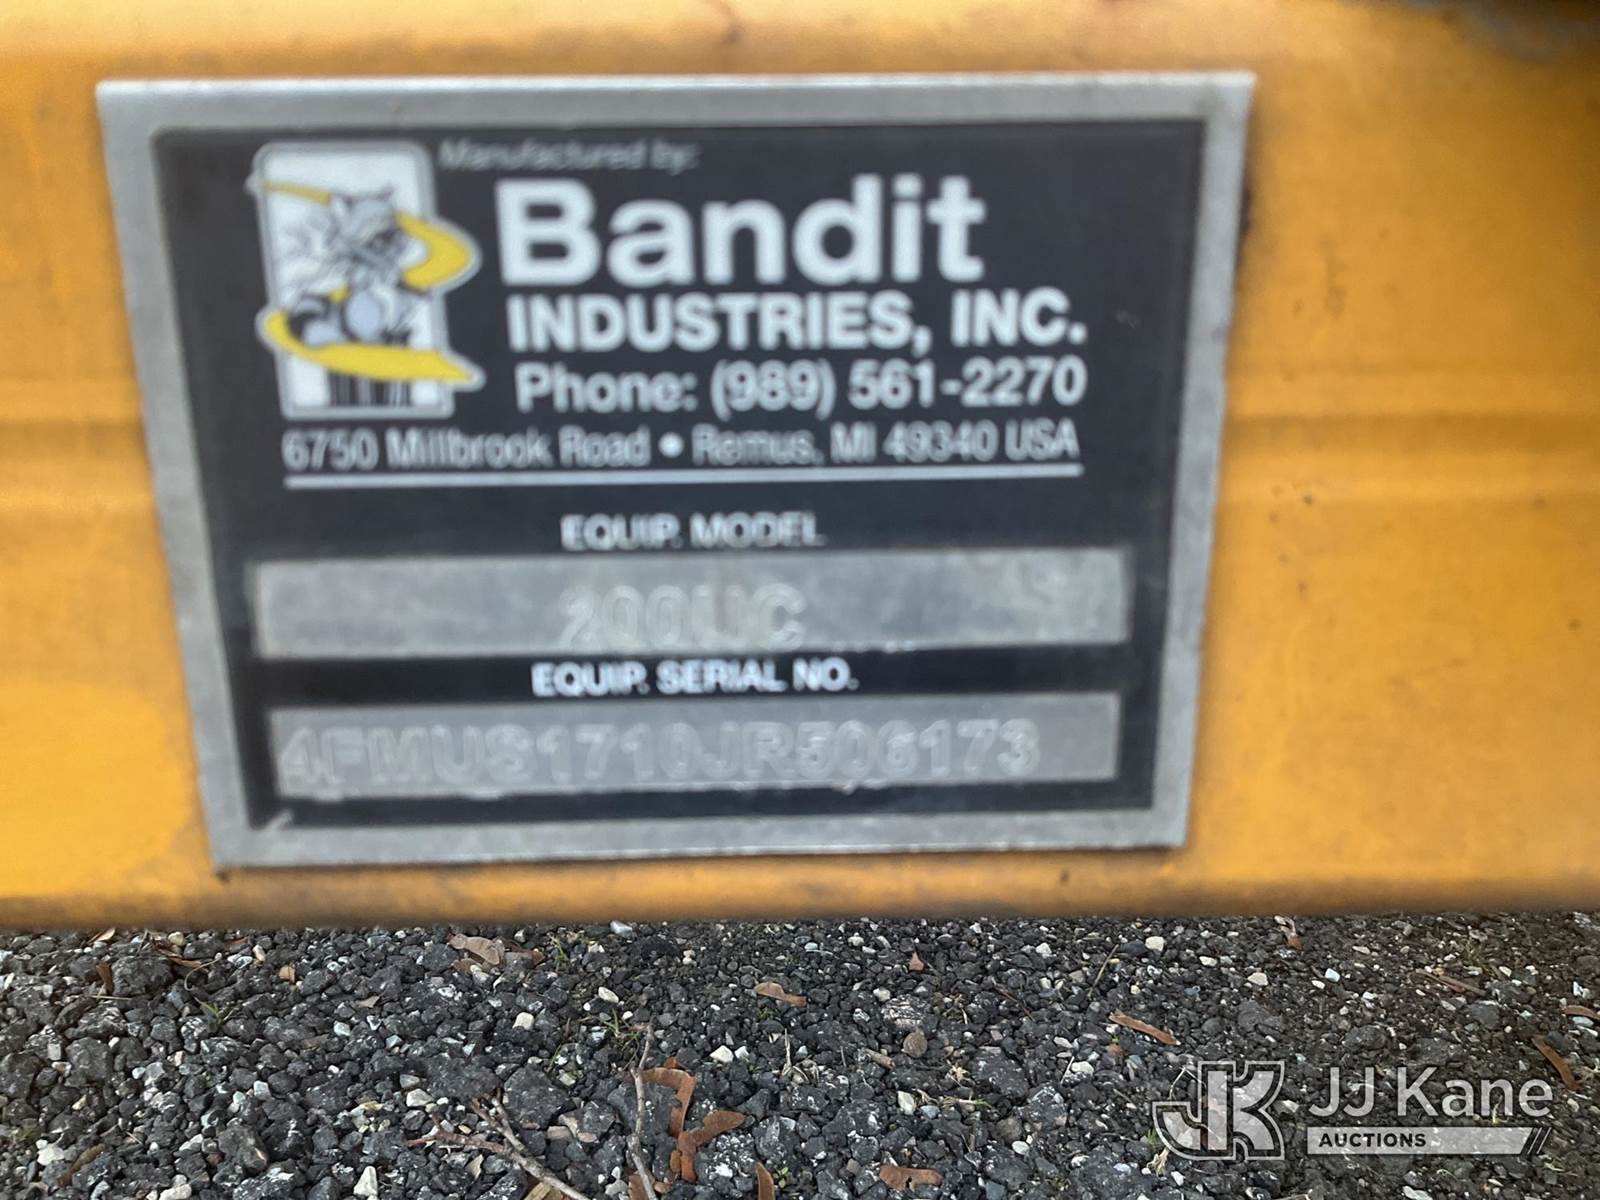 Manufactured by:
Bandit
INDUSTRIES, INC.
Phone: (989) 561-2270
6750 Millbrook Road • Remus, MI 49340 USA
EQUIP. MODEL
200UC
EQUIP. SERIAL NO.
4FMUS1710JR506173
JK JJ Kane
AUCTIONS